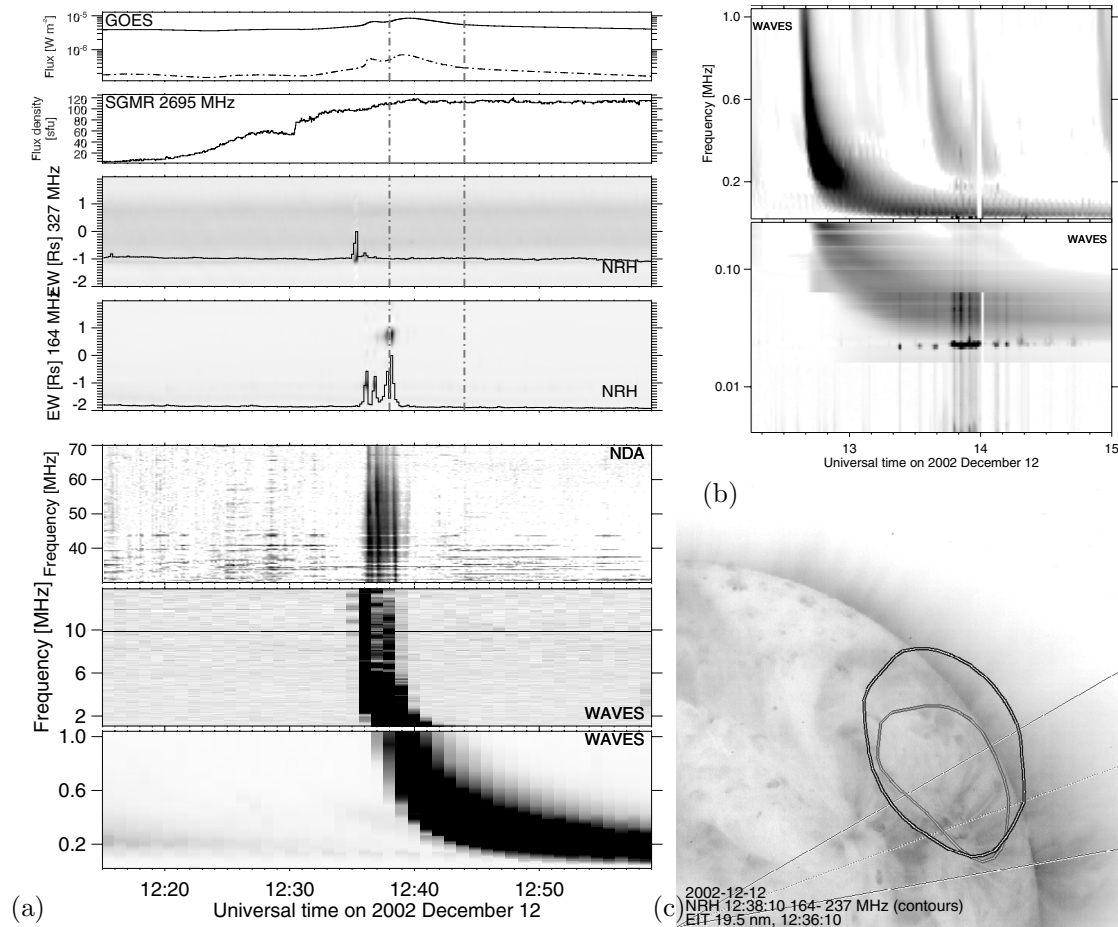 GOES
Flux [W m⁻²]
10⁻⁵
10⁻⁶
SGMR 2695 MHz
Flux density
[sfu]
120
100
80
60
40
20
EW [Rs] 327 MHz
1
0
-1
-2
NRH
EW [Rs] 164 MHz
1
0
-1
-2
NRH
Frequency [MHz]
70
60
50
40
NDA
Frequency [MHz]
10
6
2
WAVES
1.0
0.6
0.2
WAVES
12:20 12:30 12:40 12:50
Universal time on 2002 December 12
(a)
WAVES
Frequency [MHz]
1.0
0.6
0.2
WAVES
0.10
0.01
13 14 15
Universal time on 2002 December 12
(b)
2002-12-12
NRH 12:38:10 164- 237 MHz (contours)
EIT 19.5 nm, 12:36:10
(c)